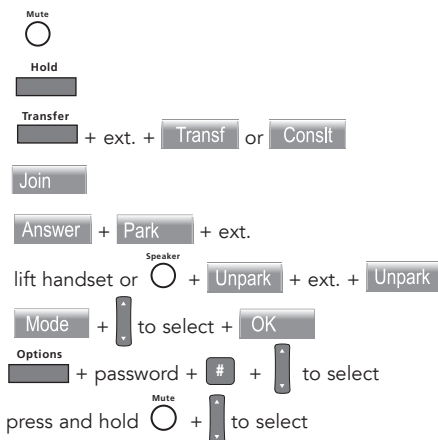 Mute
Hold
Transfer
+ ext. + Transf or Conslt
Join
Answer + Park + ext.
Speaker
lift handset or + Unpark + ext. + Unpark
Mode + to select + OK
Options
+ password + # + to select
Mute
press and hold + to select